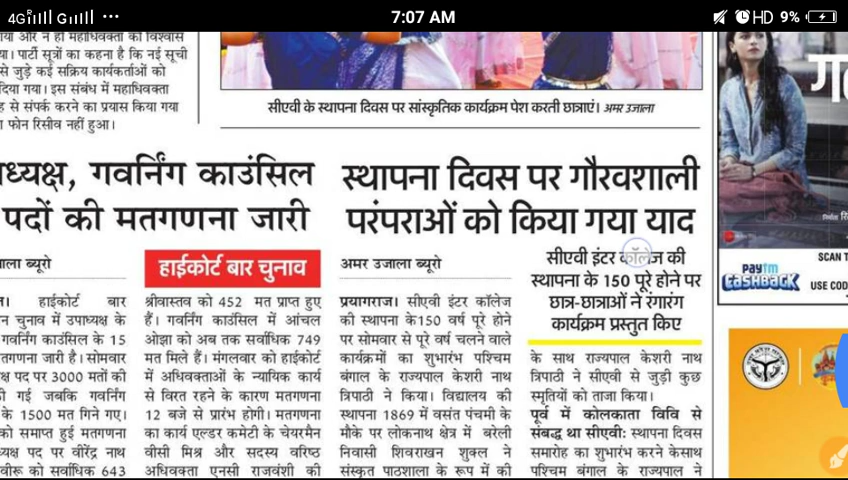 4G
G
7:07 AM
HD 9%
गया और न ही महाधिवक्ता को विश्वास
या। पार्टी सूत्रों का कहना है कि नई सूची
से जुड़े कई सक्रिय कार्यकर्ताओं को
दिया गया। इस संबंध में महाधिवक्ता
ह से संपर्क करने का प्रयास किया गया
ा फोन रिसीव नहीं हुआ।
सीएवी के स्थापना दिवस पर सांस्कृतिक कार्यक्रम पेश करती छात्राएं। अमर उजाला
ाध्यक्ष, गवर्निंग काउंसिल
पदों की मतगणना जारी
ाला ब्यूरो
न। हाईकोर्ट बार
न चुनाव में उपाध्यक्ष के
गवर्निंग काउंसिल के 15
तगणना जारी है। सोमवार
क्ष पद पर 3000 मतों की
की गई जबकि गवर्निंग
के 1500 मत गिने गए।
को समाप्त हुई मतगणना
ध्यक्ष पद पर वीरेंद्र नाथ
वीरू को सर्वाधिक 643
हाईकोर्ट बार चुनाव
श्रीवास्तव को 452 मत प्राप्त हुए
हैं। गवर्निंग काउंसिल में आंचल
ओझा को अब तक सर्वाधिक 749
मत मिले हैं। मंगलवार को हाईकोर्ट
में अधिवक्ताओं के न्यायिक कार्य
से विरत रहने के कारण मतगणना
12 बजे से प्रारंभ होगी। मतगणना
का कार्य एल्डर कमेटी के चेयरमैन
वीसी मिश्र और सदस्य वरिष्ठ
अधिवक्ता एनसी राजवंशी की
स्थापना दिवस पर गौरवशाली
परंपराओं को किया गया याद
अमर उजाला ब्यूरो
प्रयागराज। सीएवी इंटर कॉलेज
की स्थापना के150 वर्ष पूरे होने
पर सोमवार से पूरे वर्ष चलने वाले
कार्यक्रमों का शुभारंभ पश्चिम
बंगाल के राज्यपाल केशरी नाथ
त्रिपाठी ने किया। विद्यालय की
स्थापना 1869 में वसंत पंचमी के
मौके पर लोकनाथ क्षेत्र में बरेली
निवासी शिवराखन शुक्ल ने
संस्कृत पाठशाला के रूप में की
सीएवी इंटर कॉलेज की
स्थापना के 150 पूरे होने पर
छात्र-छात्राओं ने रंगारंग
कार्यक्रम प्रस्तुत किए
के साथ राज्यपाल केशरी नाथ
त्रिपाठी ने सीएवी से जुड़ी कुछ
स्मृतियों को ताजा किया।
पूर्व में कोलकाता विवि से
संबद्ध था सीएवी: स्थापना दिवस
समारोह का शुभारंभ करने केसाथ
पश्चिम बंगाल के राज्यपाल ने
paytm
CASHBACK
SCAN T
USE COD